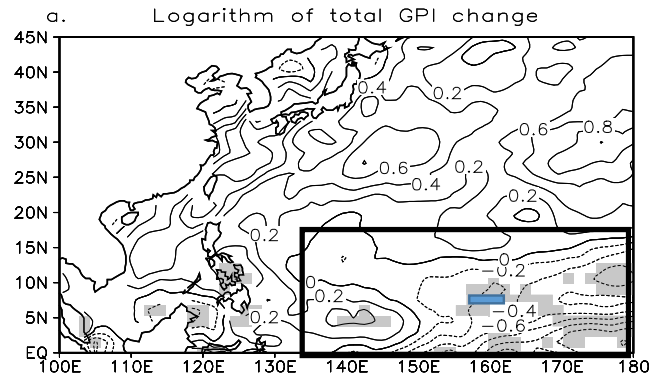 a. Logarithm of total GPI change
45N
40N
35N
30N
25N
20N
15N
10N
5N
EQ
0.4
0.2
0.6
0.8
0.6
0.2
0.4
0.2
0.2
0
-0.2
0
0.2
0.2
-0.4
-0.6
100E 110E 120E 130E 140E 150E 160E 170E 180